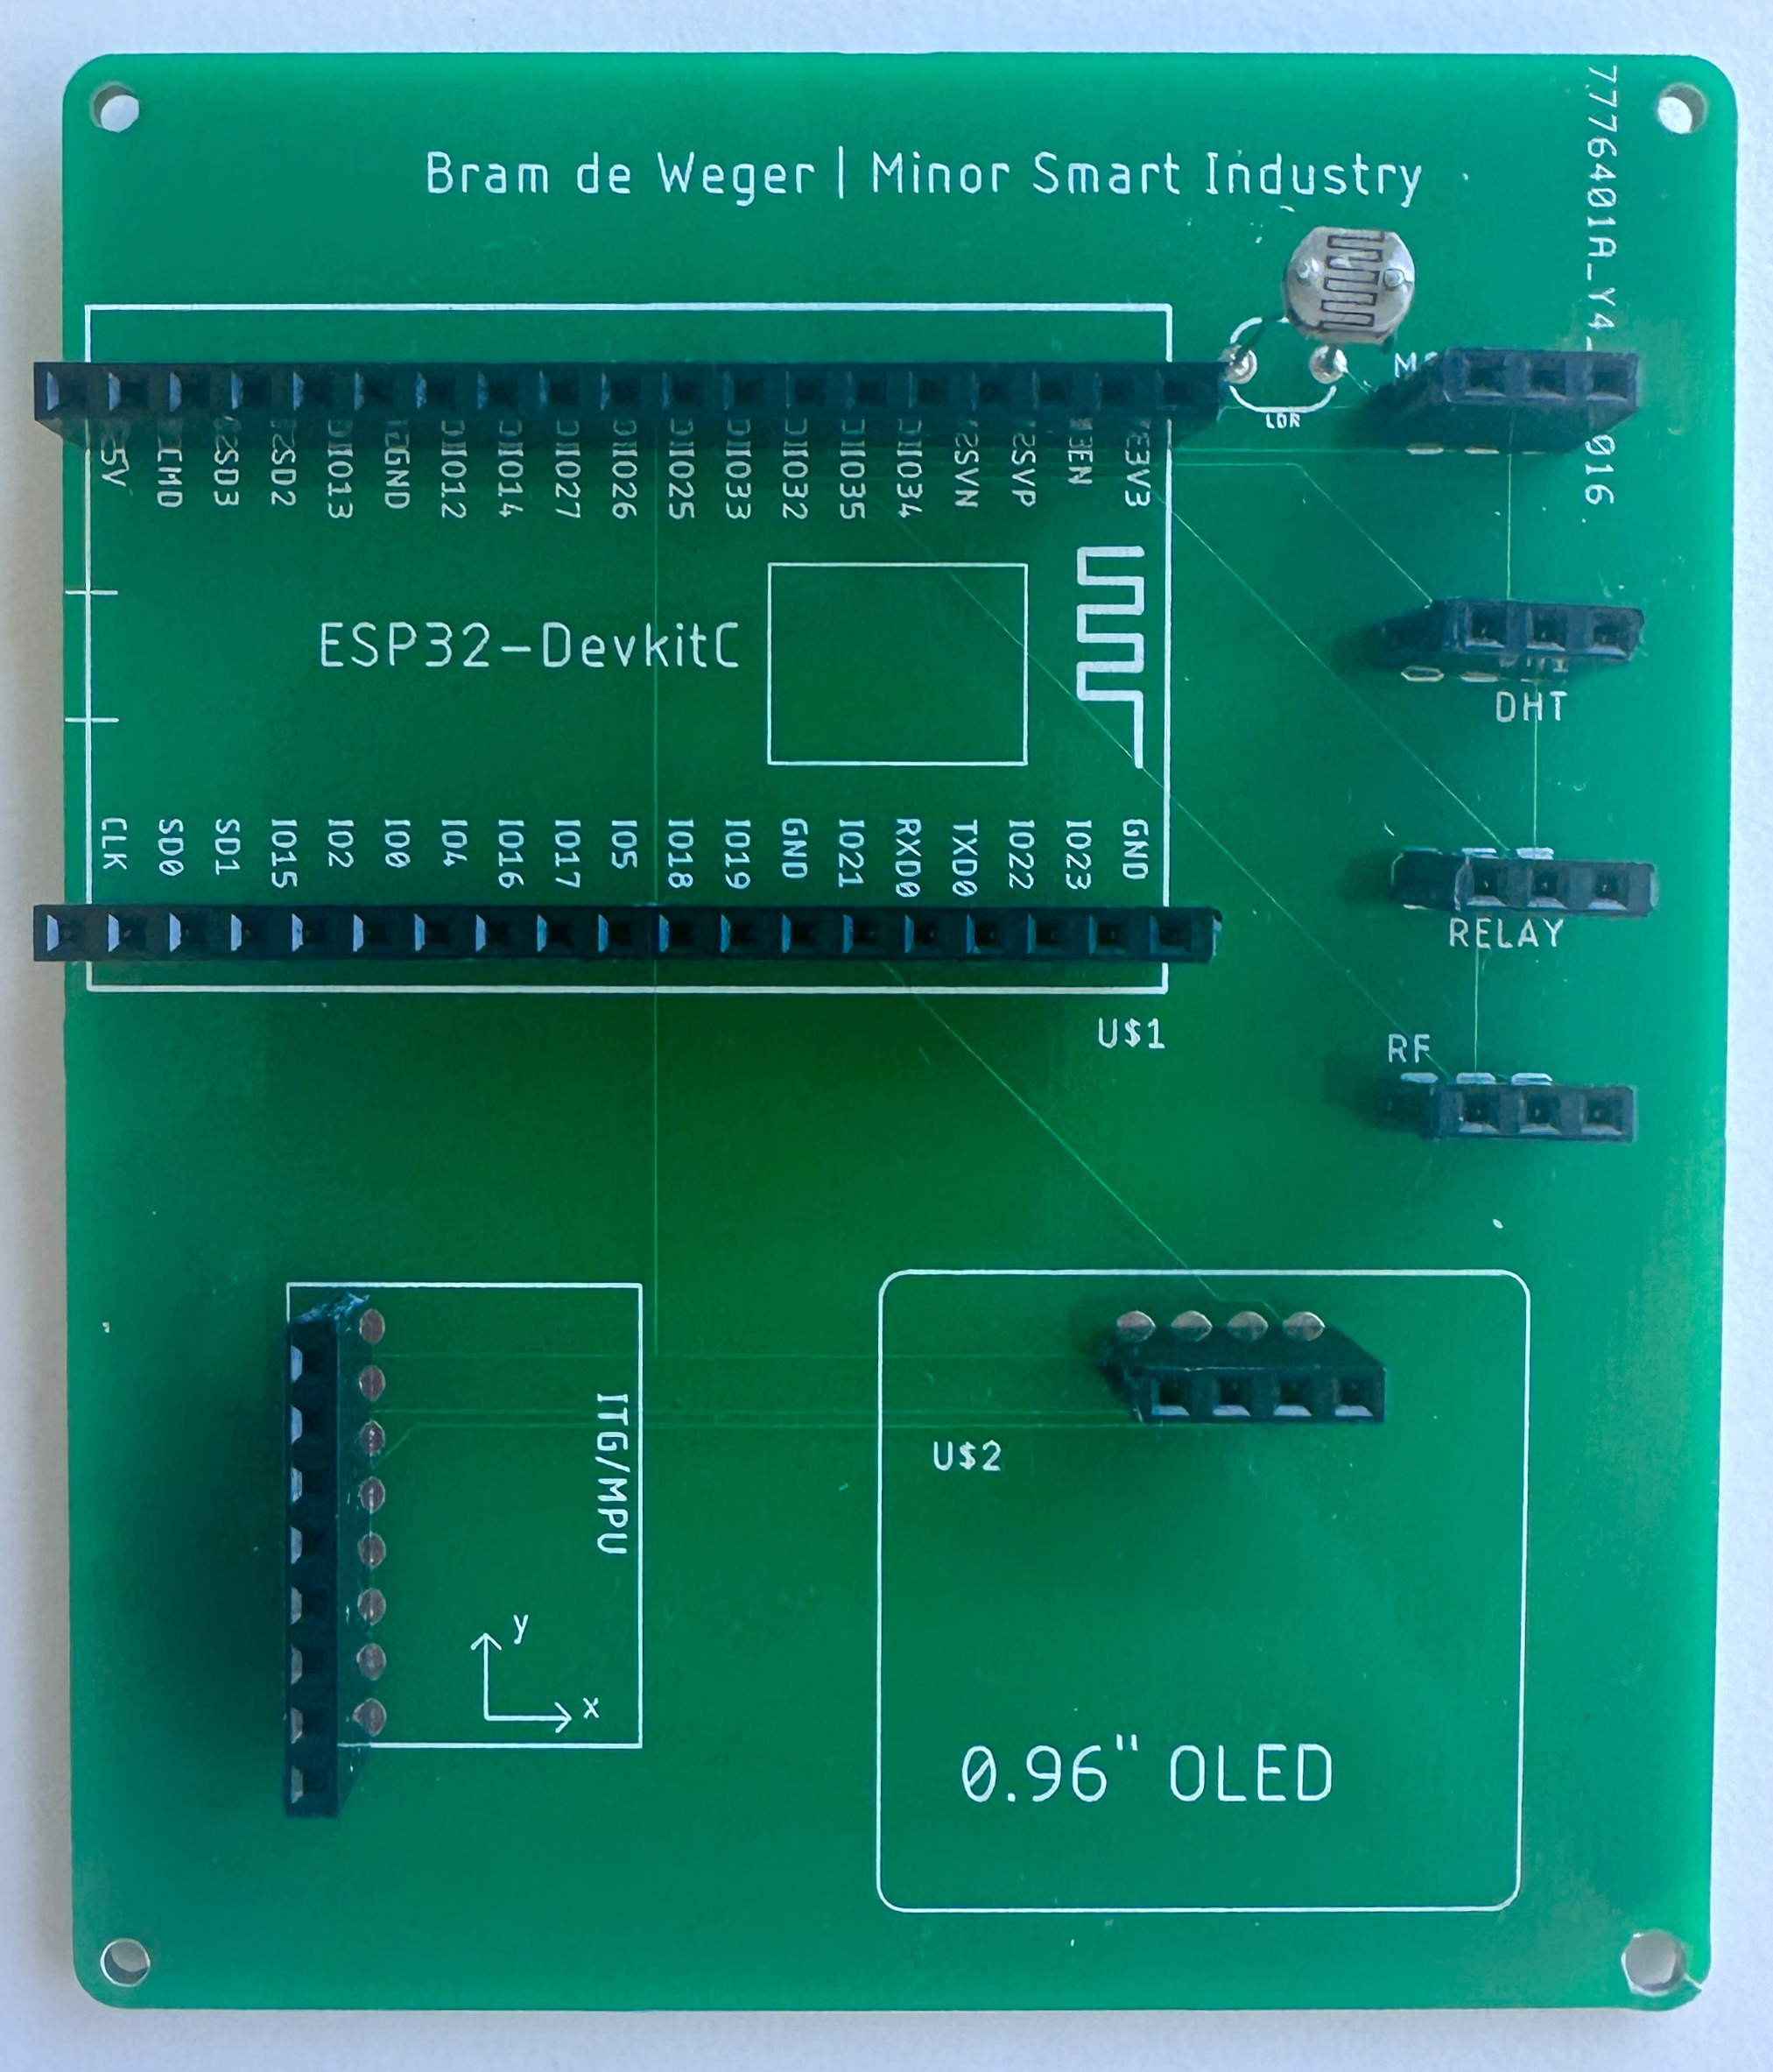 Bram de Weger | Minor Smart Industry
7776401A_Y4_ 016
LDR
5V
CMD
SD3
SD2
IO13
GND
IO12
IO14
IO27
IO26
IO25
IO33
IO32
IO35
IO34
SVN
SVP
EN
3V3
ESP32-DevkitC
DHT
CLK
SD0
SD1
IO15
IO2
IO0
IO4
IO16
IO17
IO5
IO18
IO19
GND
IO21
RXD0
TXD0
IO22
IO23
GND
RELAY
U$1
RF
ITG/MPU
y
x
U$2
0.96" OLED